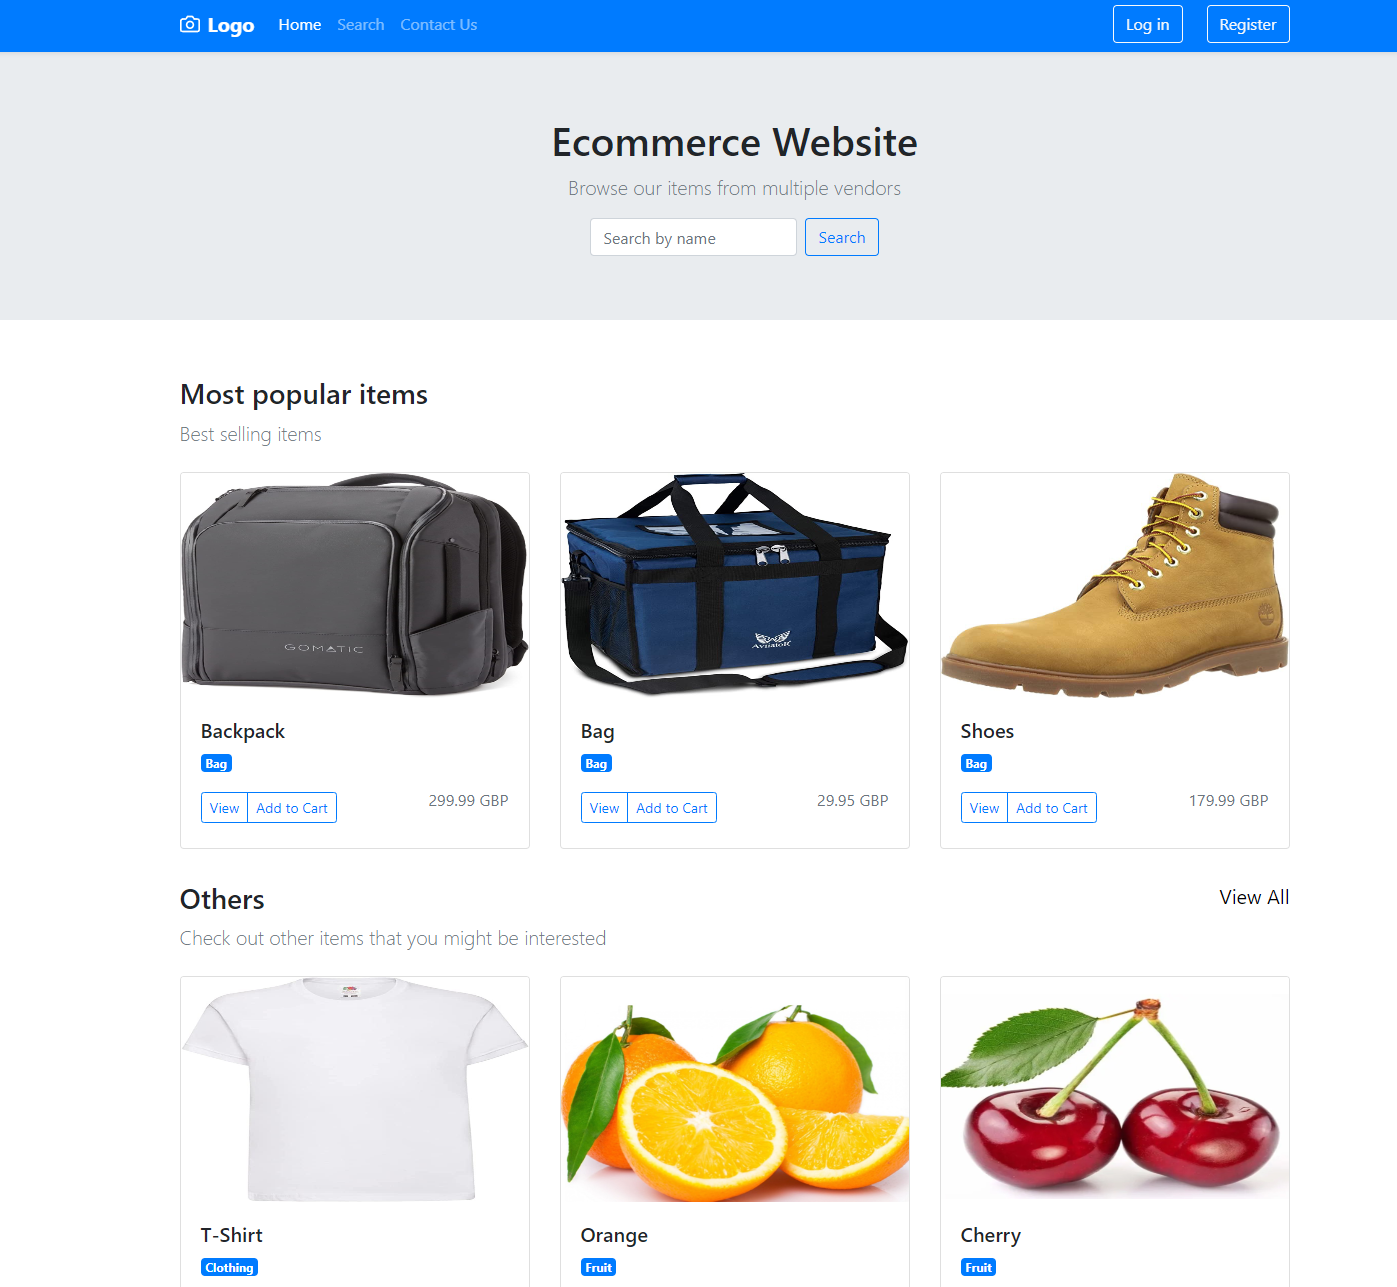 Logo Home Search Contact Us Log in Register
Ecommerce Website
Browse our items from multiple vendors
Search by name Search
Most popular items
Best selling items
GOMATIC
AVIIATOR
Backpack
Bag
View Add to Cart 299.99 GBP
Bag
Bag
View Add to Cart 29.95 GBP
Shoes
Bag
View Add to Cart 179.99 GBP
Others View All
Check out other items that you might be interested
T-Shirt
Clothing
Orange
Fruit
Cherry
Fruit